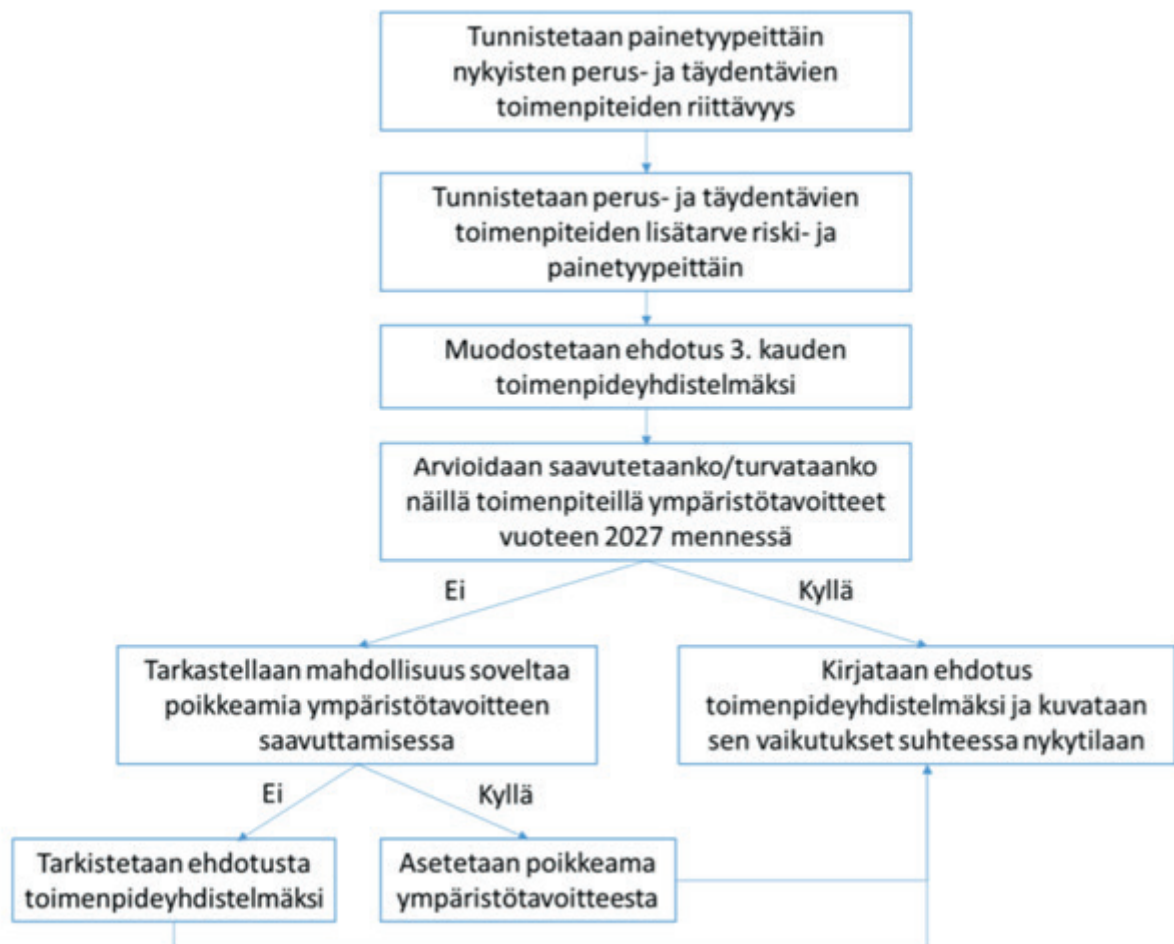 Tunnistetaan painetyypeittäin
nykyisten perus- ja täydentävien
toimenpiteiden riittävyys
Tunnistetaan perus- ja täydentävien
toimenpiteiden lisätarve riski- ja
painetyypeittäin
Muodostetaan ehdotus 3. kauden
toimenpideyhdistelmäksi
Arvioidaan saavutetaanko/turvataanko
näillä toimenpiteillä ympäristötavoitteet
vuoteen 2027 mennessä
Ei
Kyllä
Tarkastellaan mahdollisuus soveltaa
poikkeamia ympäristötavoitteen
saavuttamisessa
Kirjataan ehdotus
toimenpideyhdistelmäksi ja kuvataan
sen vaikutukset suhteessa nykytilaan
Ei
Kyllä
Tarkistetaan ehdotusta
toimenpideyhdistelmäksi
Asetetaan poikkeama
ympäristötavoitteesta